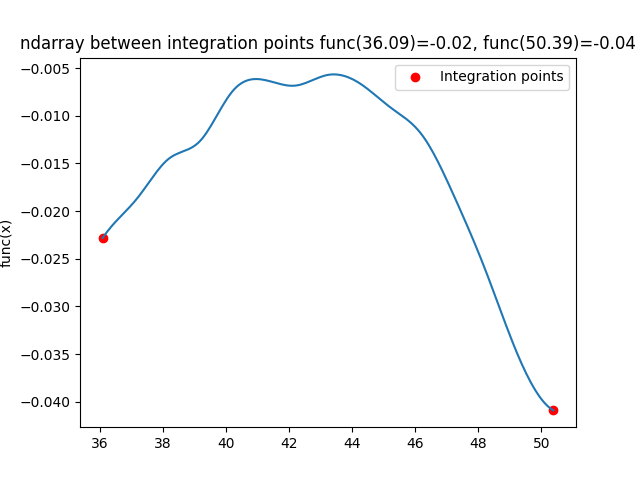 ndarray between integration points func(36.09)=-0.02, func(50.39)=-0.04
Integration points
func(x)
−0.005
−0.010
−0.015
−0.020
−0.025
−0.030
−0.035
−0.040
36 38 40 42 44 46 48 50